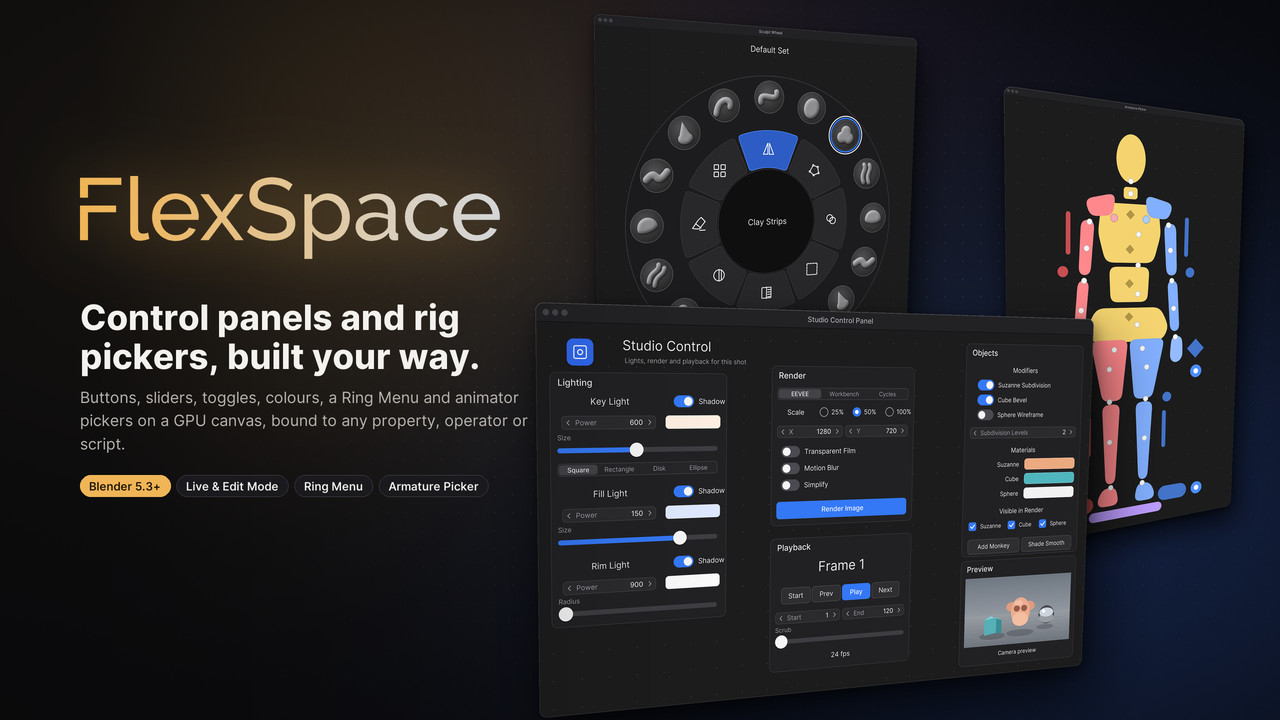 FlexSpace
Control panels and rig
pickers, built your way.
Buttons, sliders, toggles, colours, a Ring Menu and animator
pickers on a GPU canvas, bound to any property, operator or
script.
Blender 5.3+
Live & Edit Mode
Ring Menu
Armature Picker
Sculpt Wheel
Default Set
Clay Strips
Studio Control Panel
Studio Control
Lights, render and playback for this shot
Lighting
Key Light
Shadow
Power 600
Size
Square Rectangle Disk Ellipse
Fill Light
Shadow
Power 150
Size
Rim Light
Shadow
Power 900
Radius
Render
EEVEE Workbench Cycles
Scale 25% 50% 100%
X 1280 Y 720
Transparent Film
Motion Blur
Simplify
Render Image
Playback
Frame 1
Start Prev Play Next
Start 1 End 120
Scrub
24 fps
Objects
Modifiers
Suzanne Subdivision
Cube Bevel
Sphere Wireframe
Subdivision Levels 2
Materials
Suzanne
Cube
Sphere
Visible in Render
Suzanne Cube Sphere
Add Monkey Shade Smooth
Preview
Camera preview